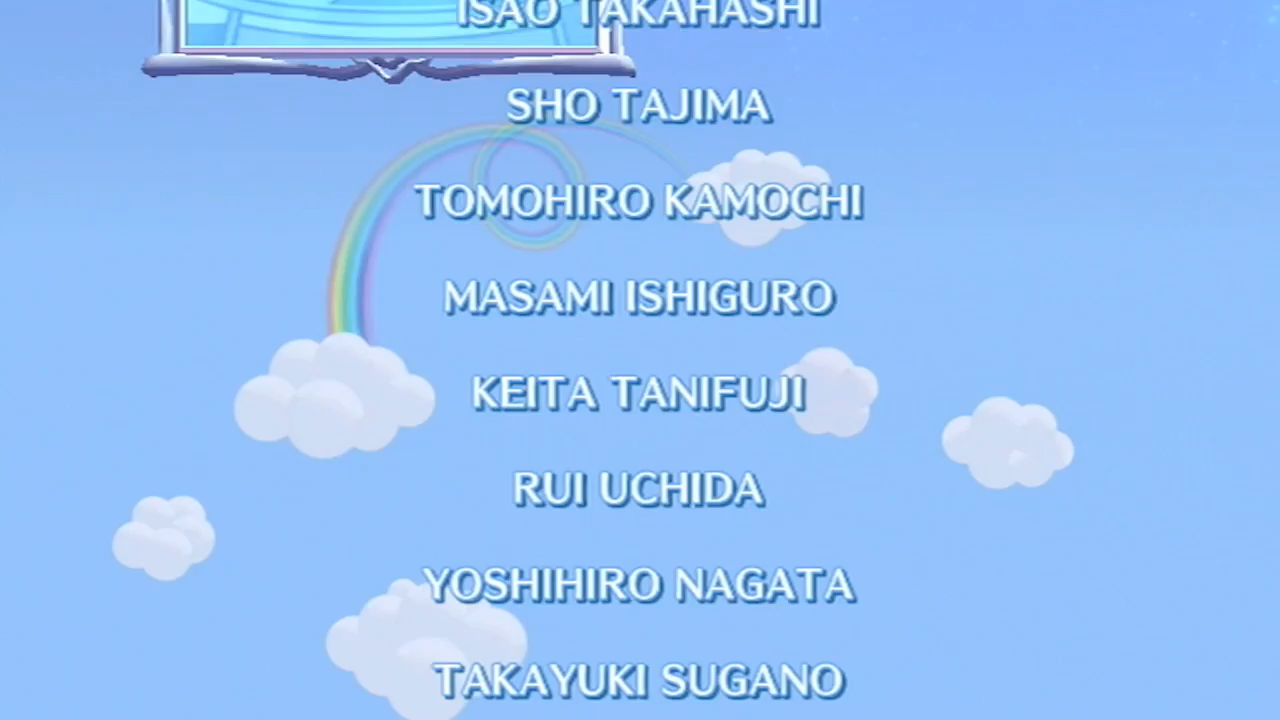 ISAO TAKAHASHI
SHO TAJIMA
TOMOHIRO KAMOCHI
MASAMI ISHIGURO
KEITA TANIFUJI
RUI UCHIDA
YOSHIHIRO NAGATA
TAKAYUKI SUGANO